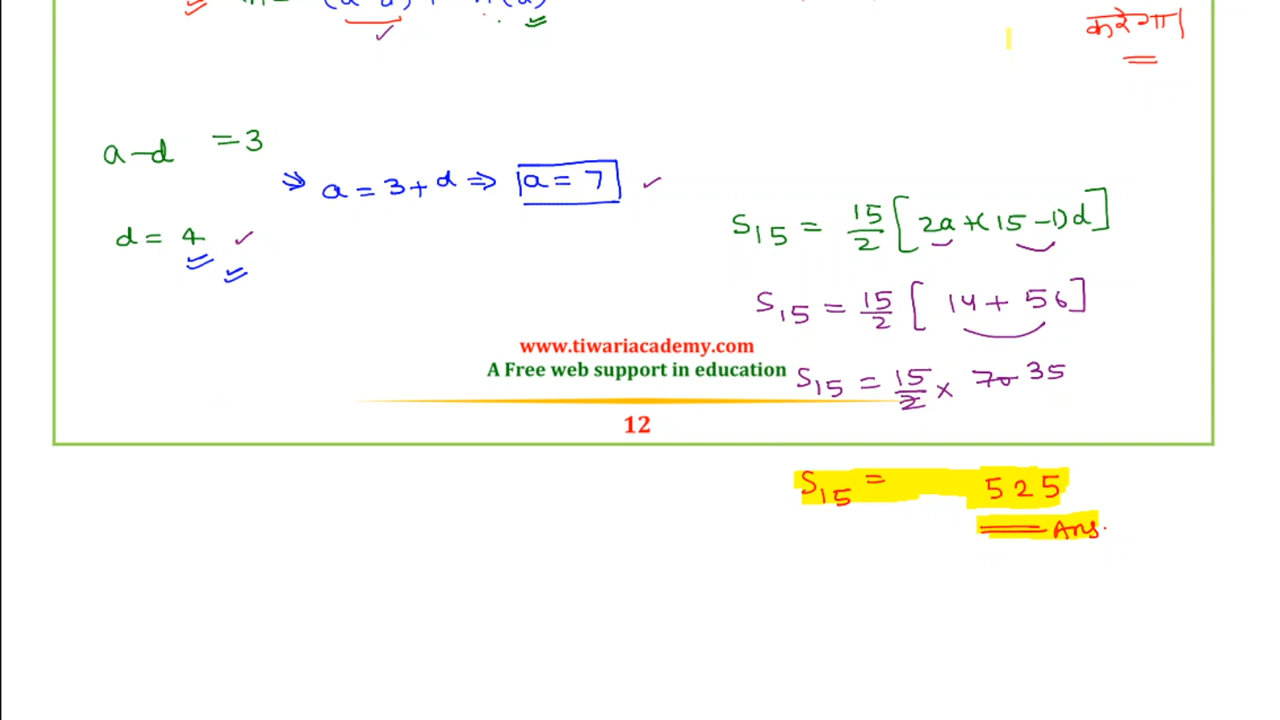 करेगा।
a-d = 3
⇒ a = 3+d ⇒ a = 7
d = 4
S15 = 15/2 [2a+(15-1)d]
S15 = 15/2 [14 + 56]
www.tiwariacademy.com
A Free web support in education
S15 = 15/2 × 70 35
12
S15 = 525
Ans.